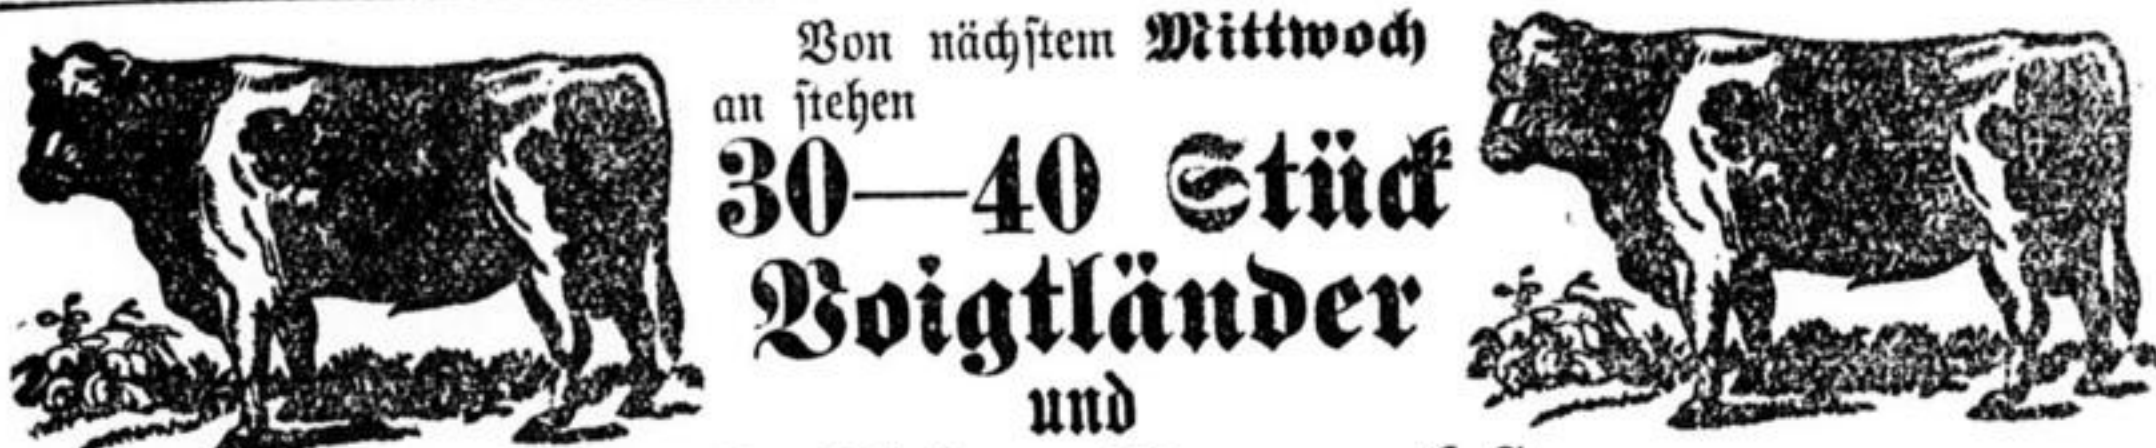 Von nächstem Mittwoch
an stehen
30—40 Stück
Voigtländer
und